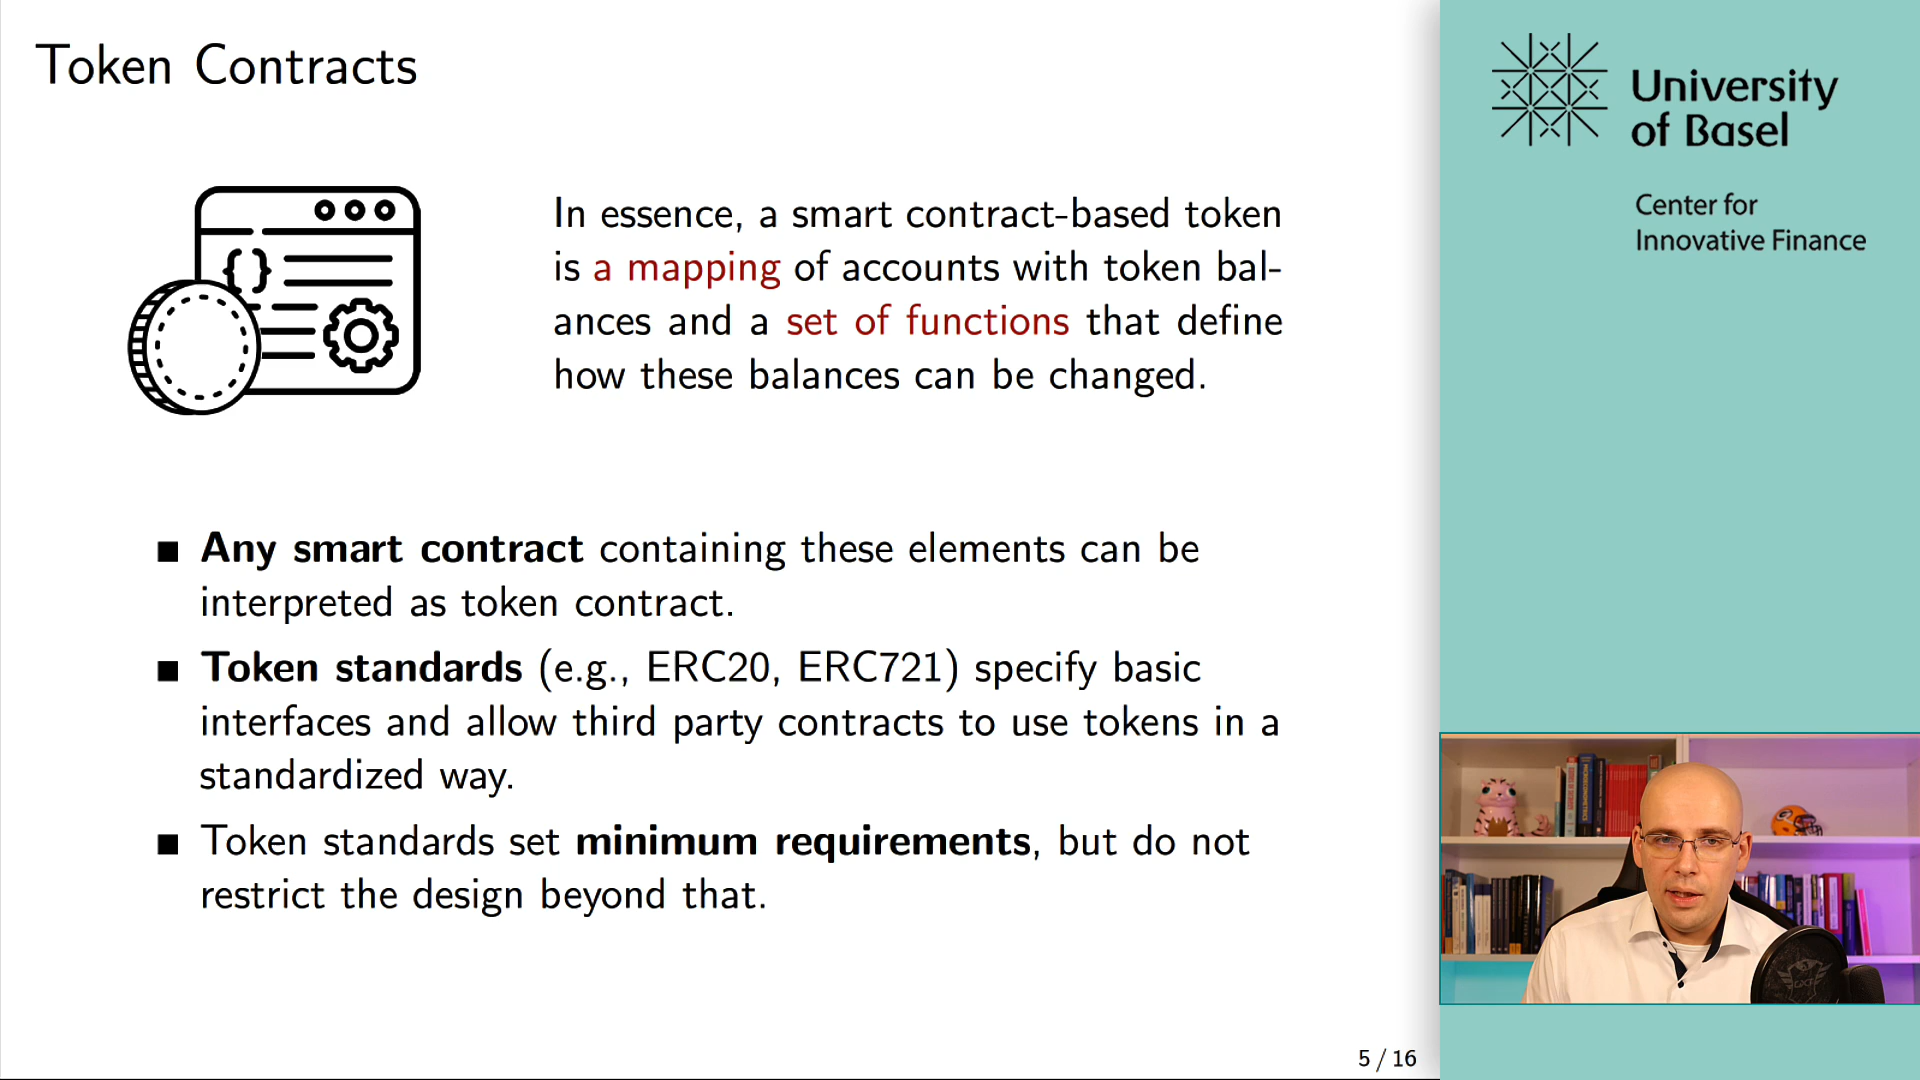 Token Contracts
In essence, a smart contract-based token
is a mapping of accounts with token bal-
ances and a set of functions that define
how these balances can be changed.
■ Any smart contract containing these elements can be
interpreted as token contract.
■ Token standards (e.g., ERC20, ERC721) specify basic
interfaces and allow third party contracts to use tokens in a
standardized way.
■ Token standards set minimum requirements, but do not
restrict the design beyond that.
5 / 16
University
of Basel
Center for
Innovative Finance